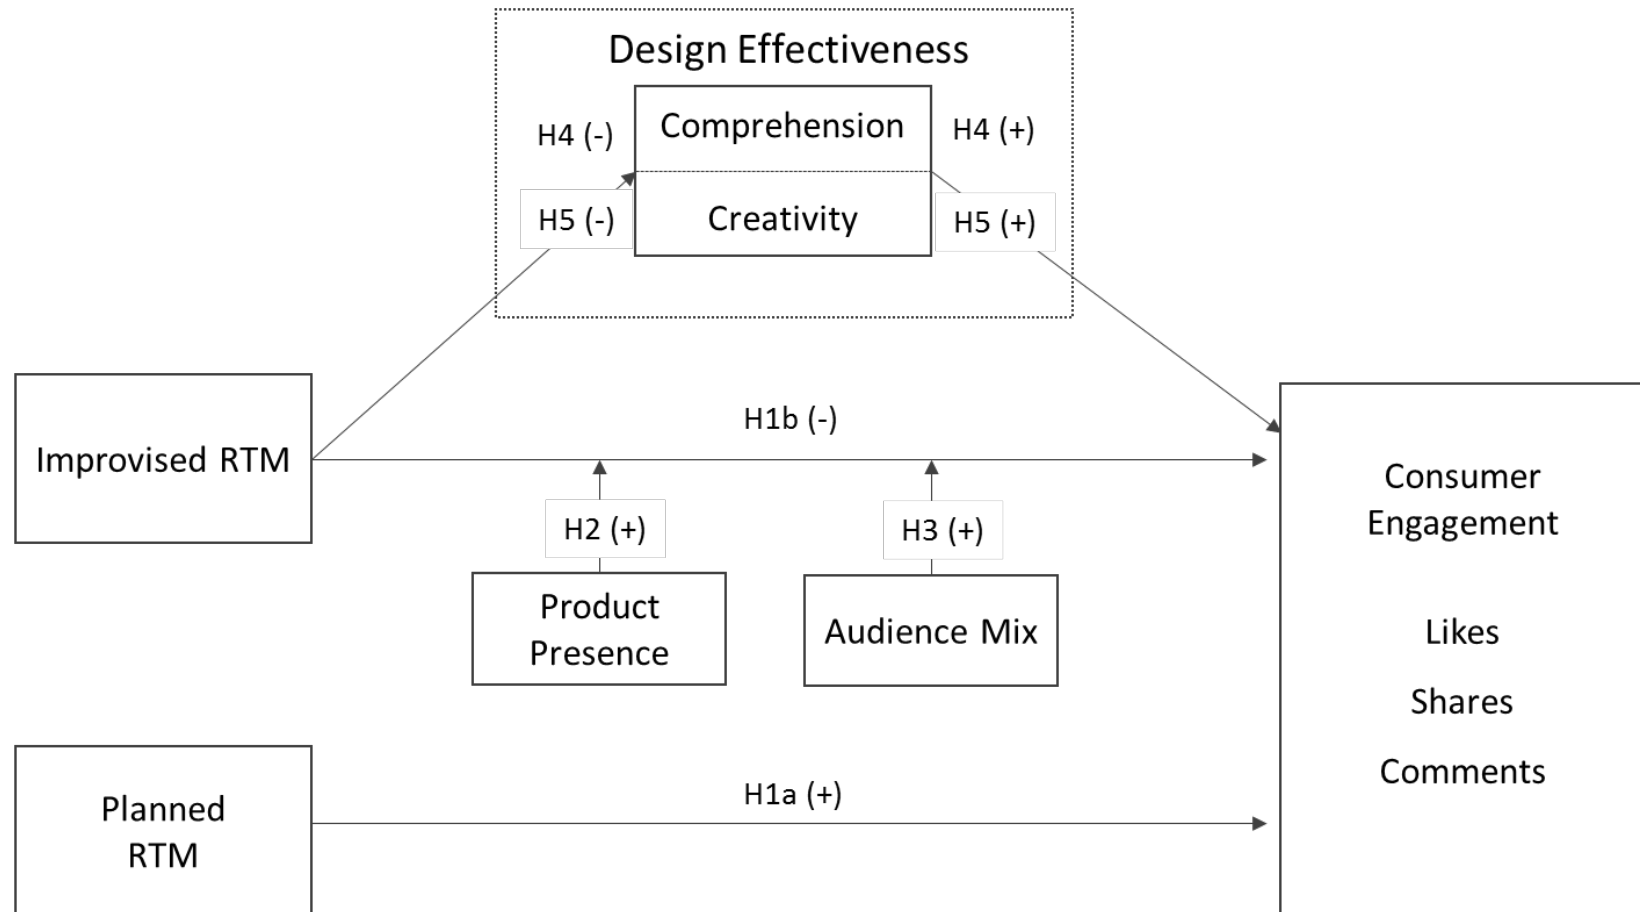 Design Effectiveness
H4 (-)
Comprehension
H4 (+)
H5 (-)
Creativity
H5 (+)
Improvised RTM
H1b (-)
H2 (+)
H3 (+)
Product
Presence
Audience Mix
Consumer
Engagement
Likes
Shares
Comments
Planned
RTM
H1a (+)